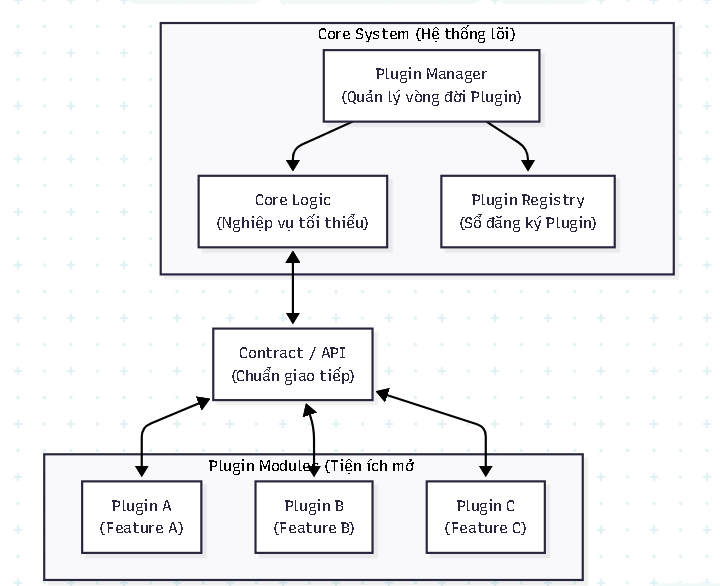 Core System (Hệ thống lõi)
Plugin Manager
(Quản lý vòng đời Plugin)
Core Logic
(Nghiệp vụ tối thiểu)
Plugin Registry
(Sổ đăng ký Plugin)
Contract / API
(Chuẩn giao tiếp)
Plugin Modules (Tiện ích mở
Plugin A
(Feature A)
Plugin B
(Feature B)
Plugin C
(Feature C)